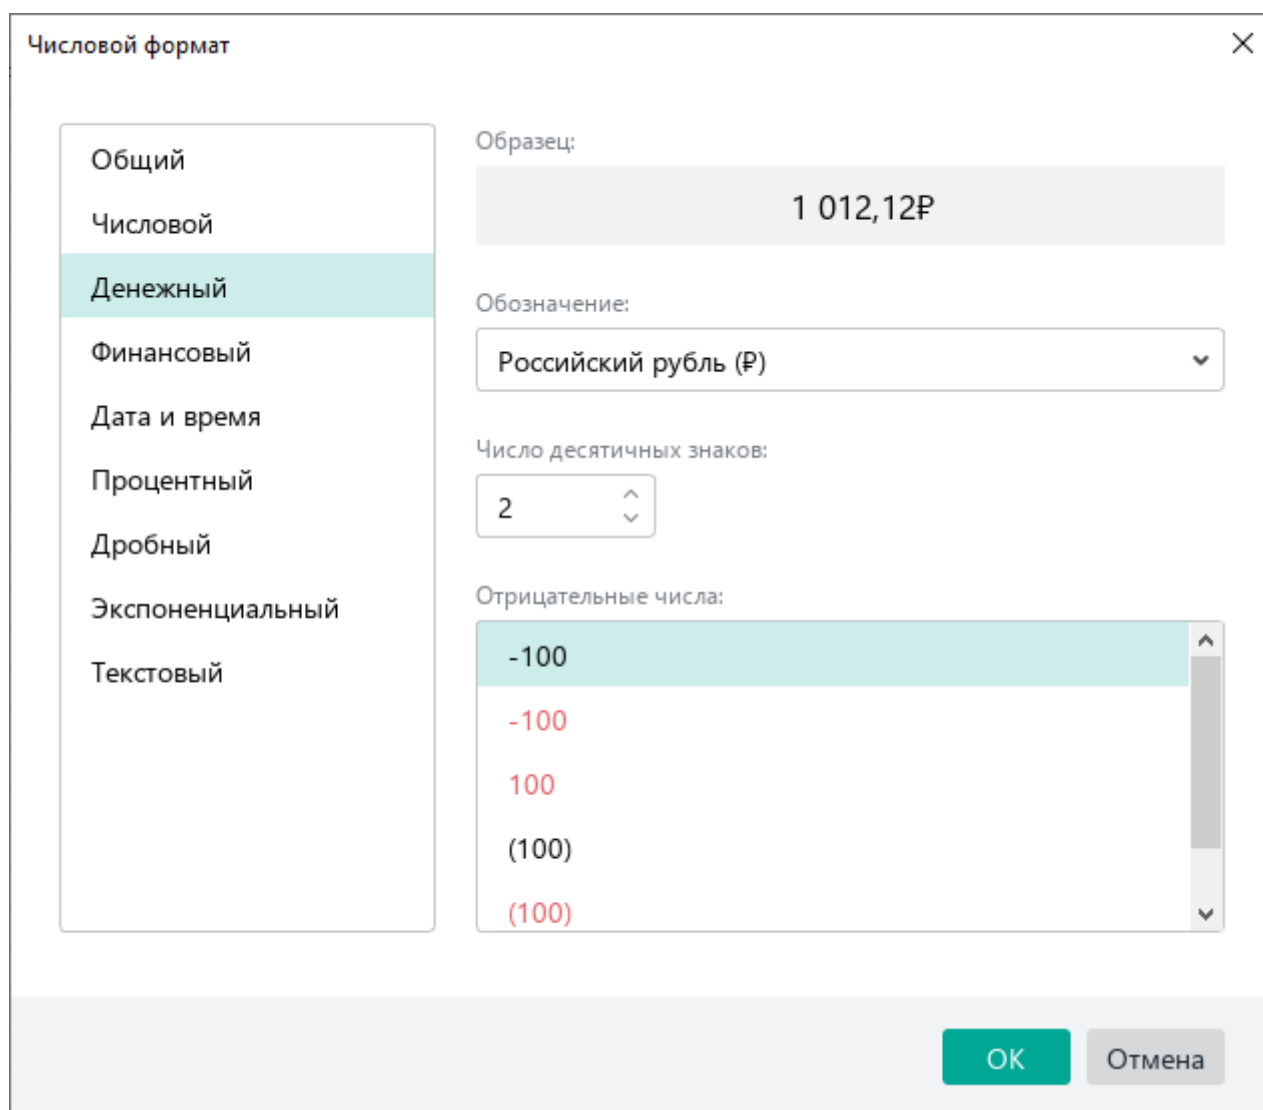 Числовой формат
Общий
Числовой
Денежный
Финансовый
Дата и время
Процентный
Дробный
Экспоненциальный
Текстовый
Образец:
1 012,12₽
Обозначение:
Российский рубль (₽)
Число десятичных знаков:
2
Отрицательные числа:
-100
-100
100
(100)
(100)
OK
Отмена